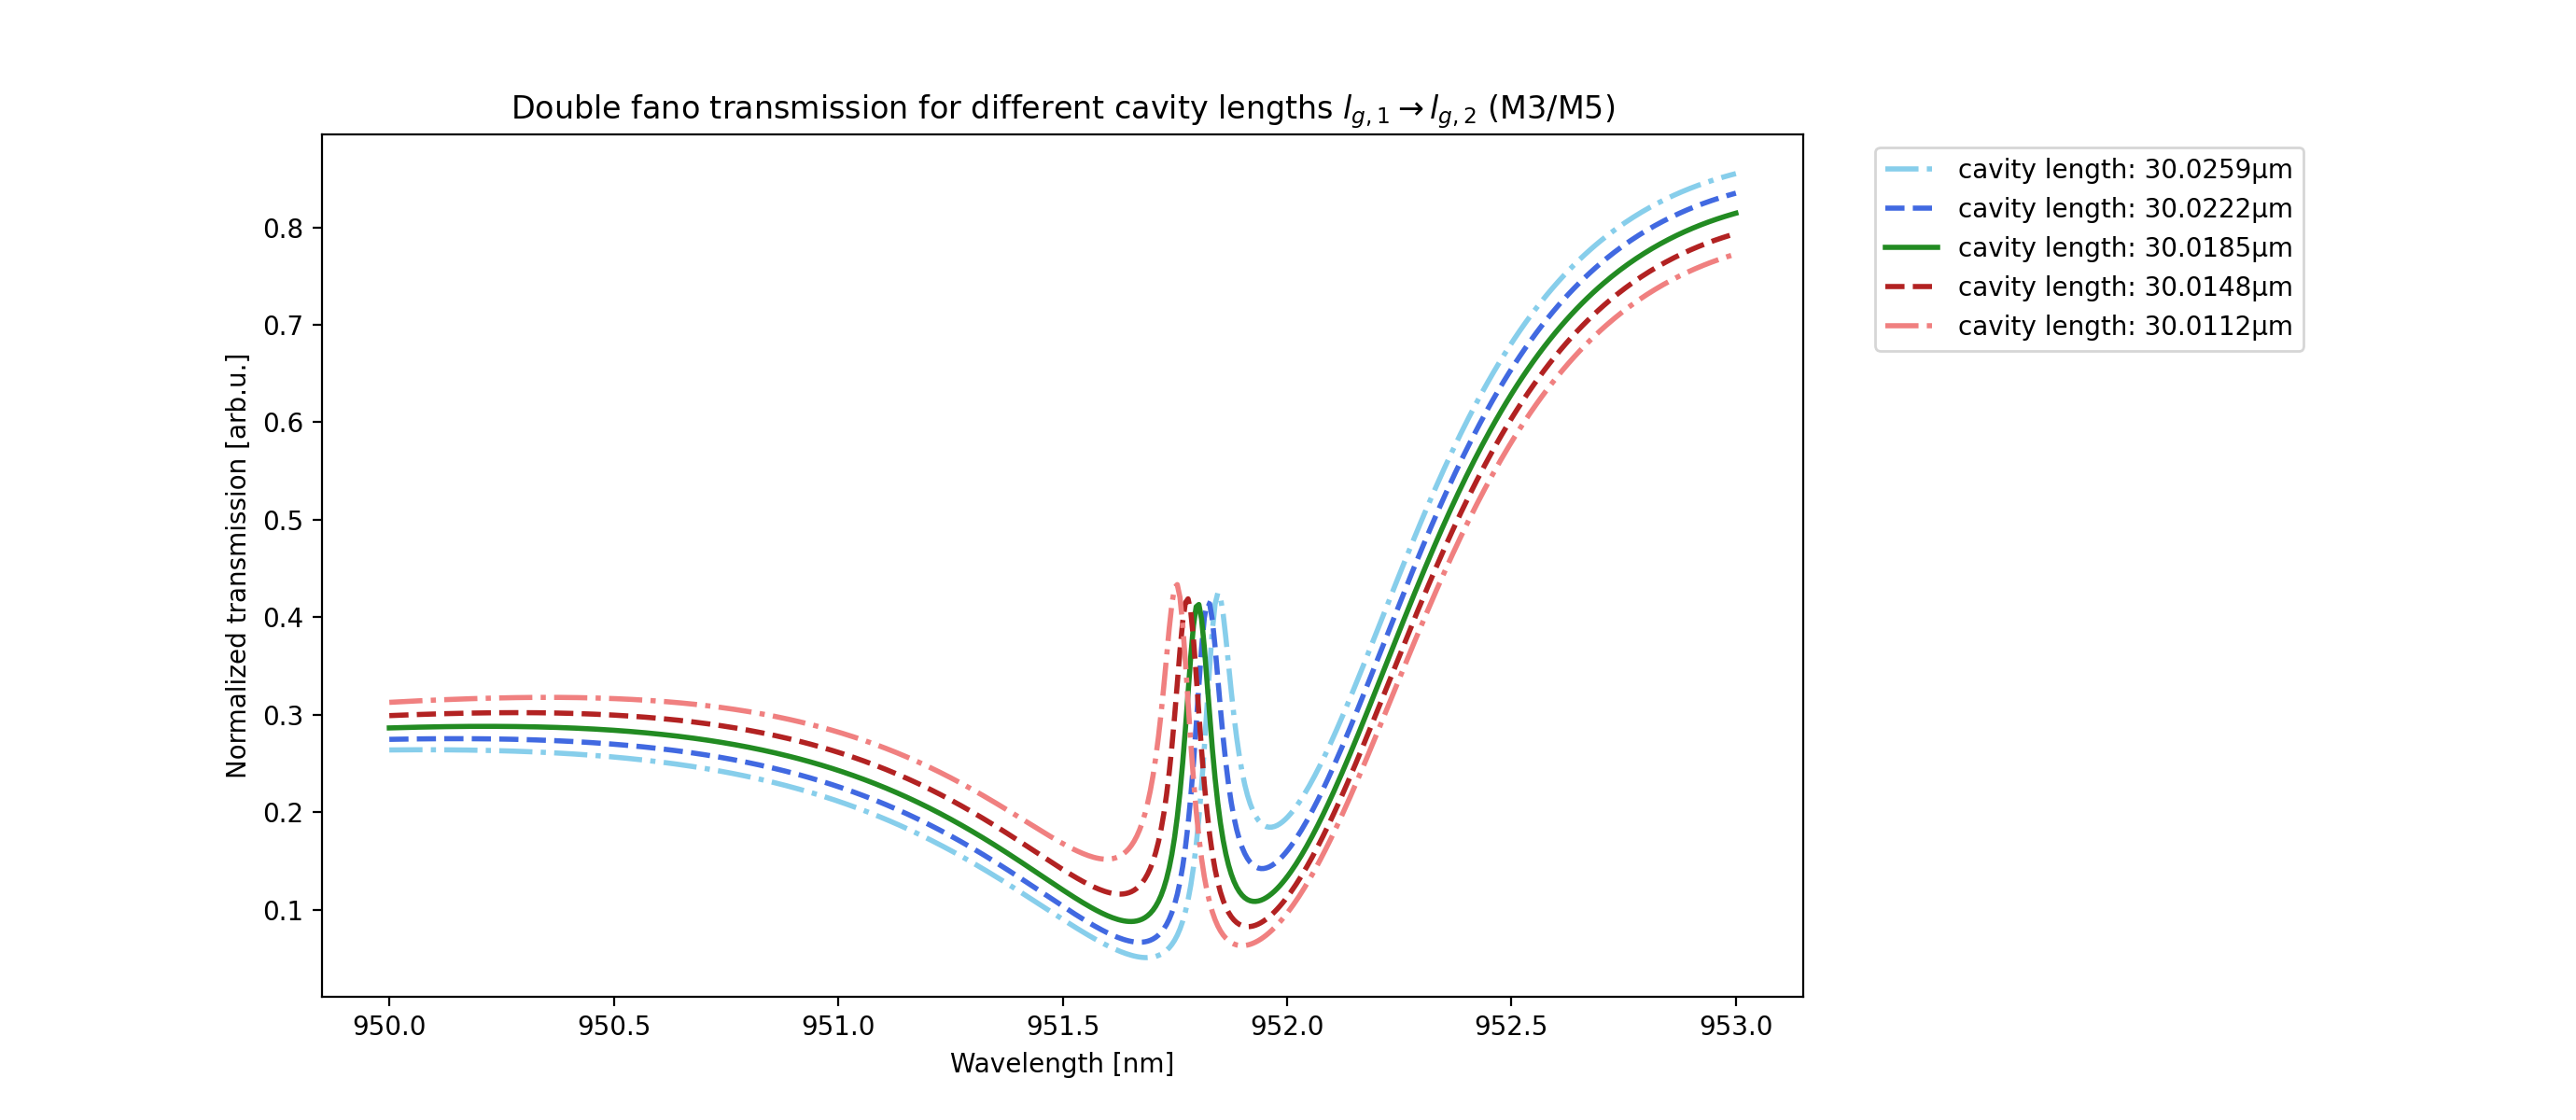 Double fano transmission for different cavity lengths l_{g,1}→l_{g,2} (M3/M5)
cavity length: 30.0259μm
cavity length: 30.0222μm
cavity length: 30.0185μm
cavity length: 30.0148μm
cavity length: 30.0112μm
Normalized transmission [arb.u.]
0.8
0.7
0.6
0.5
0.4
0.3
0.2
0.1
950.0 950.5 951.0 951.5 952.0 952.5 953.0
Wavelength [nm]